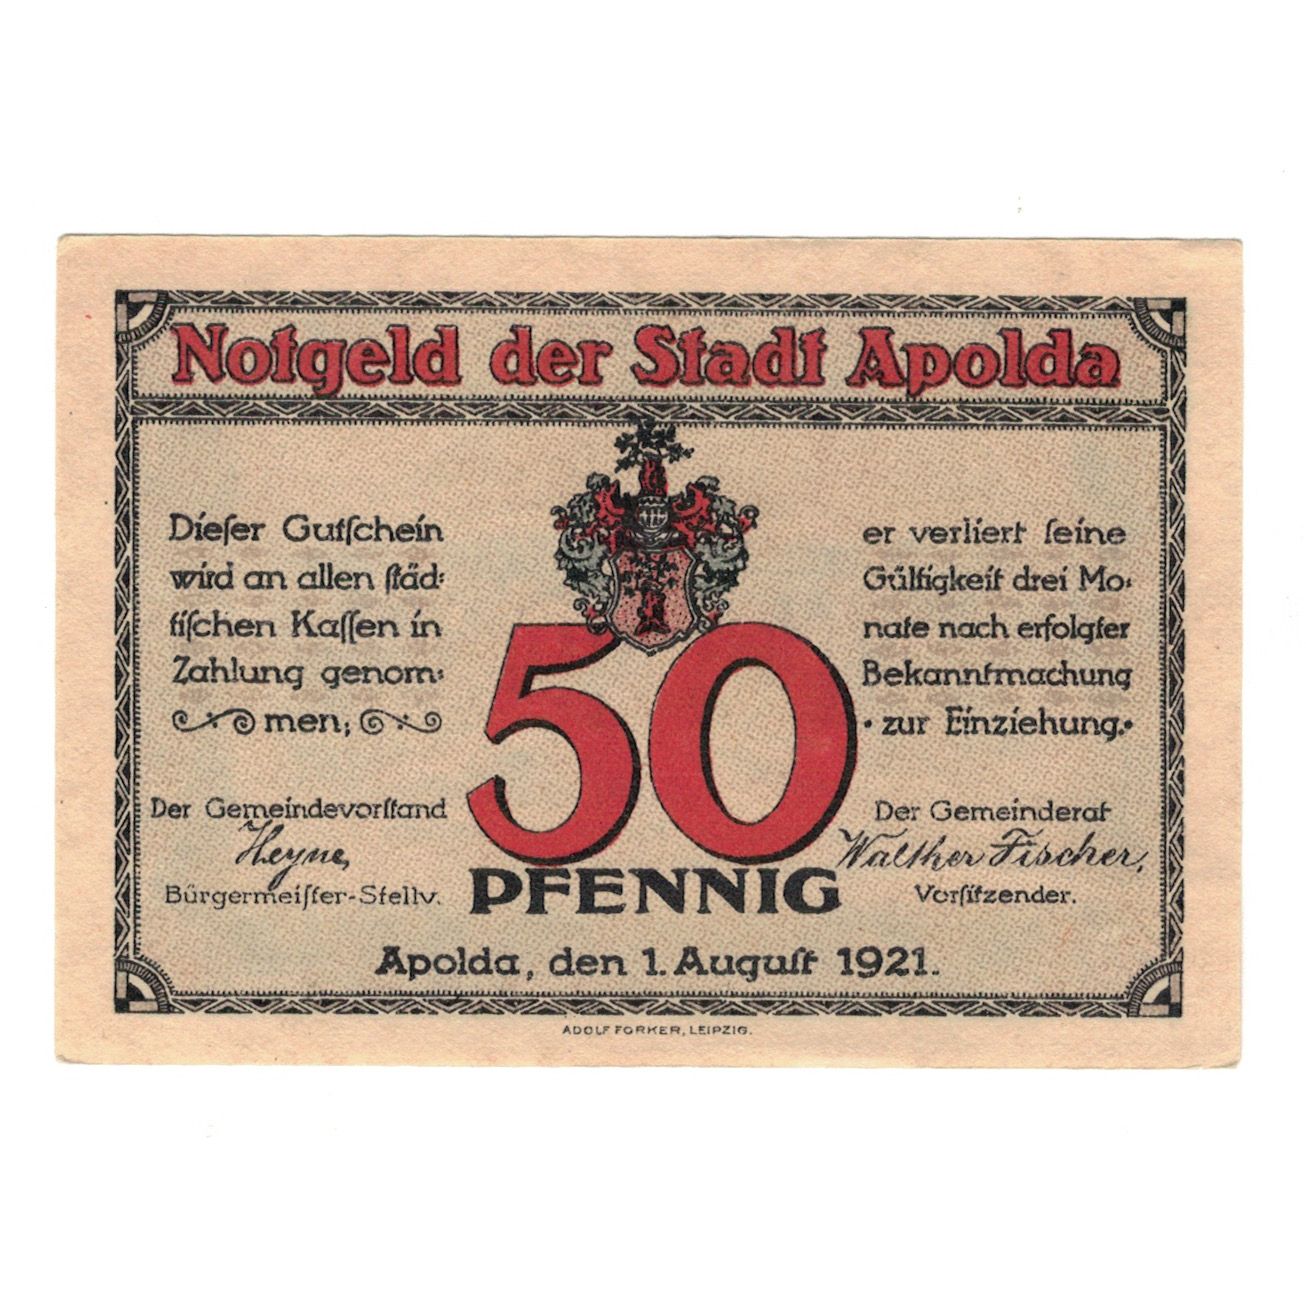 Notgeld der Stadt Apolda
Dieſer Gutſchein
wird an allen ſtäd:
tiſchen Kaſſen in
Zahlung genom:
men;
er verliert ſeine
Gültigkeit drei Mo:
nate nach erfolgter
Bekanntmachung
zur Einziehung.
50
PFENNIG
Der Gemeindevorſtand
Heyne,
Bürgermeiſter-Stellv.
Der Gemeinderat
Walther Fischer,
Vorſitzender.
Apolda, den 1. Auguſt 1921.
ADOLF FORKER, LEIPZIG.